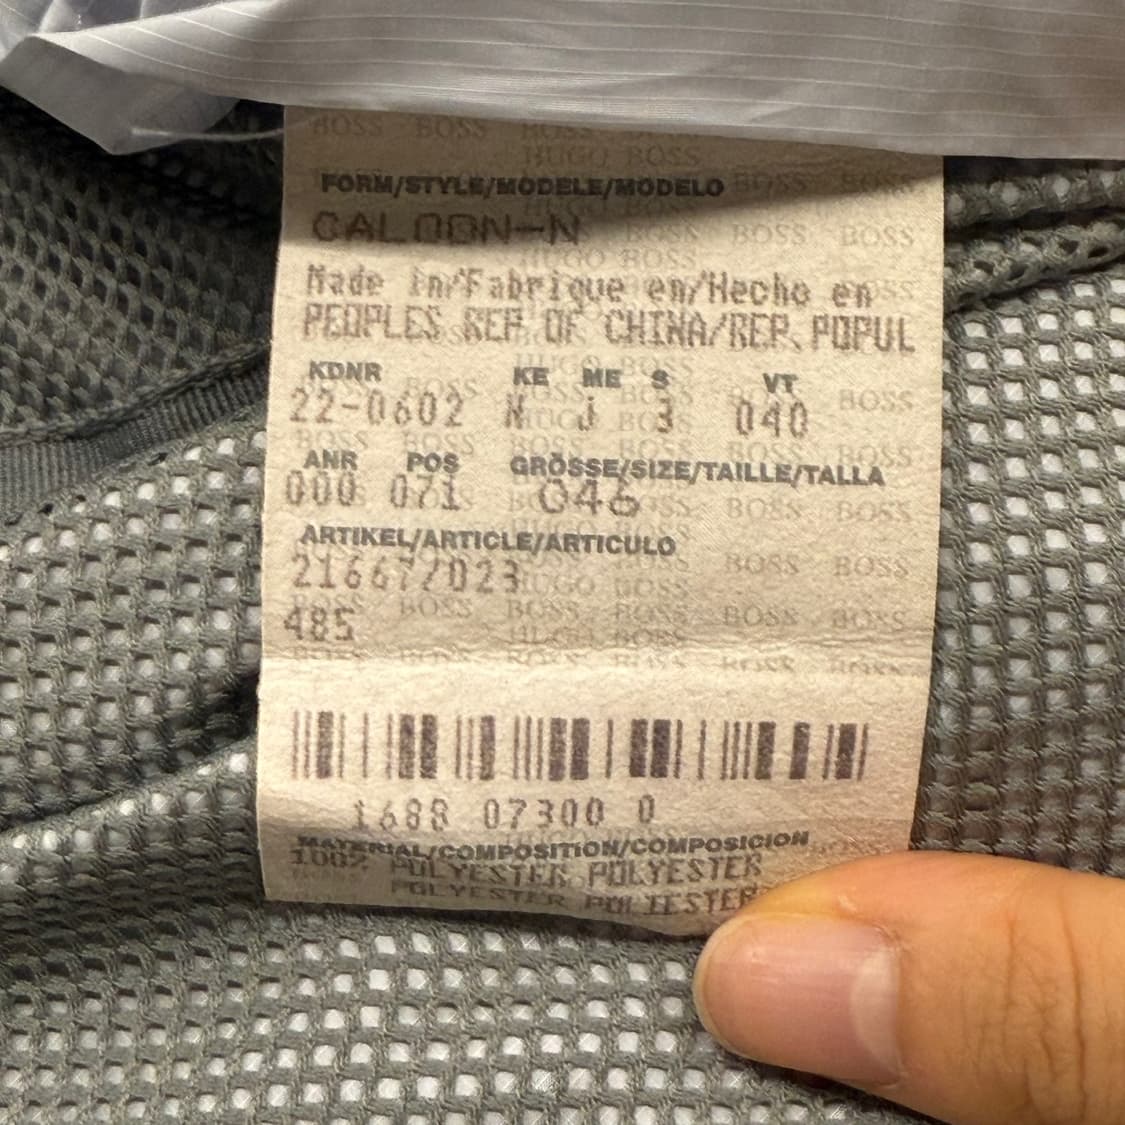 FORM/STYLE/MODELE/MODELO
CALOON-N
Made in/Fabrique en/Hecho en
PEOPLES REP OF CHINA/REP. POPUL
KDNR KE ME S VT
22-0602 N J 3 040
ANR POS GRÖSSE/SIZE/TAILLE/TALLA
000 071 046
ARTIKEL/ARTICLE/ARTICULO
21667/023
485
1688 07300 0
MATERIAL/COMPOSITION/COMPOSICION
100% POLYESTER POLYESTER
POLYESTER POLIESTER